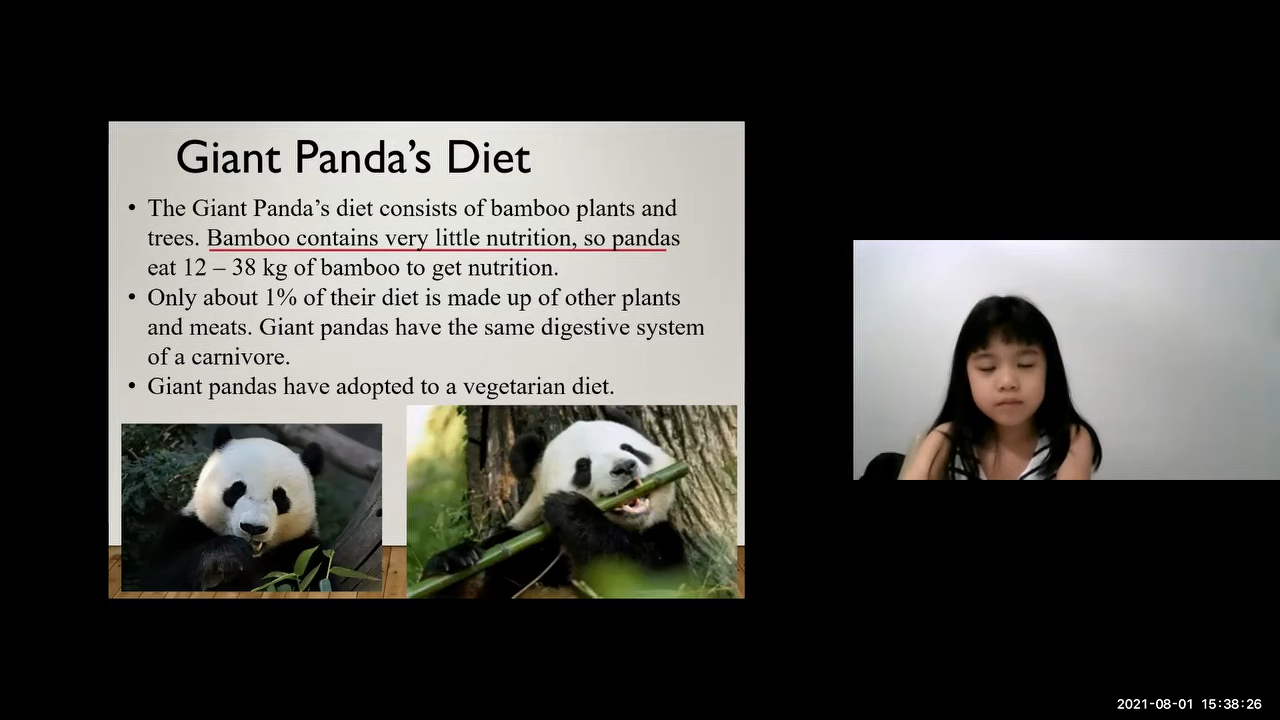 Giant Panda’s Diet
• The Giant Panda’s diet consists of bamboo plants and
trees. Bamboo contains very little nutrition, so pandas
eat 12 – 38 kg of bamboo to get nutrition.
• Only about 1% of their diet is made up of other plants
and meats. Giant pandas have the same digestive system
of a carnivore.
• Giant pandas have adopted to a vegetarian diet.
2021-08-01 15:38:26